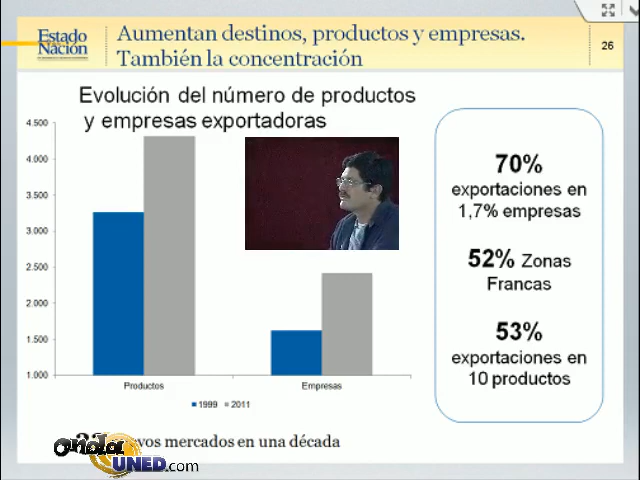 Estado
Nación
Aumentan destinos, productos y empresas.
También la concentración
26
Evolución del número de productos
y empresas exportadoras
4.500
4.000
3.500
3.000
2.500
2.000
1.500
1.000
Productos
Empresas
1999
2011
70%
exportaciones en
1,7% empresas
52% Zonas
Francas
53%
exportaciones en
10 productos
vos mercados en una década
onda
UNED.com